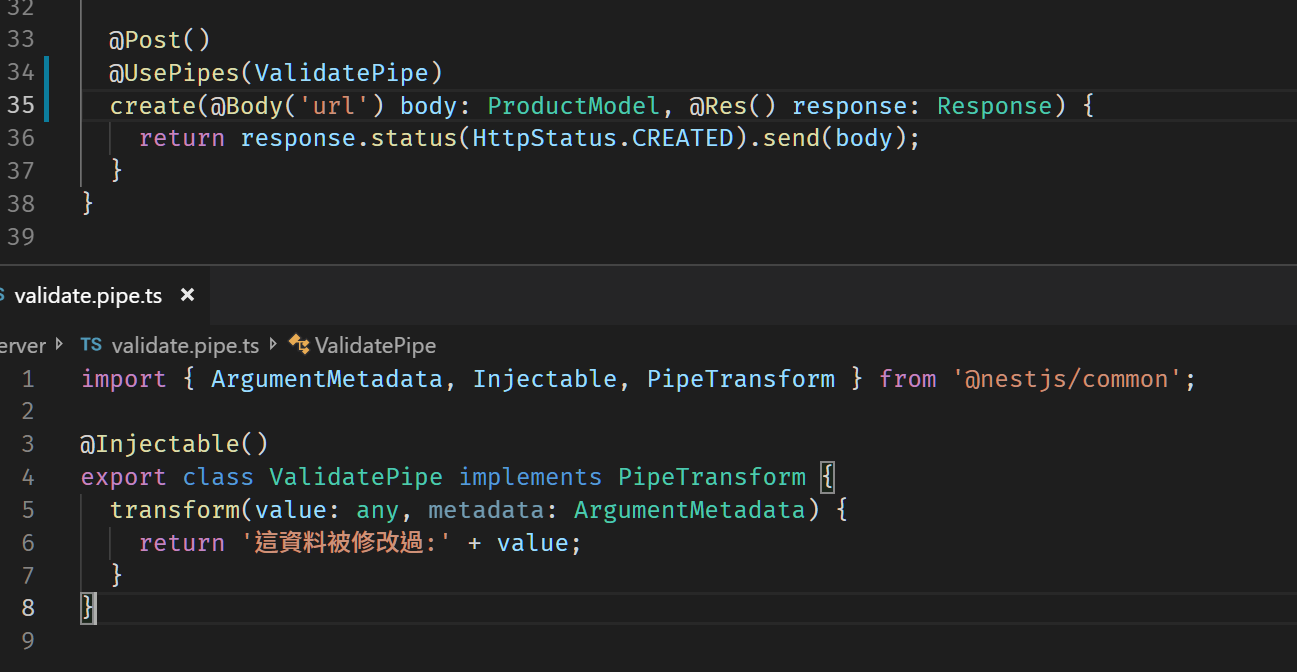 32
33 @Post()
34 @UsePipes(ValidatePipe)
35 create(@Body('url') body: ProductModel, @Res() response: Response) {
36 return response.status(HttpStatus.CREATED).send(body);
37 }
38 }
39
validate.pipe.ts ×
erver TS validate.pipe.ts ValidatePipe
1 import { ArgumentMetadata, Injectable, PipeTransform } from '@nestjs/common';
2
3 @Injectable()
4 export class ValidatePipe implements PipeTransform {
5 transform(value: any, metadata: ArgumentMetadata) {
6 return '這資料被修改過:' + value;
7 }
8 }
9